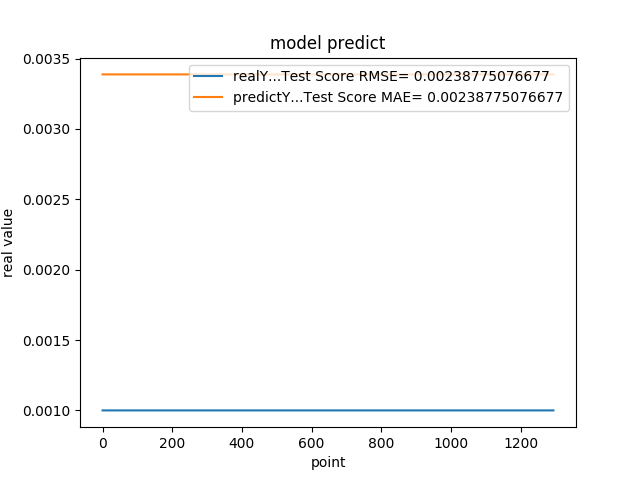 model predict
realY...Test Score RMSE= 0.00238775076677
predictY...Test Score MAE= 0.00238775076677
0.0035
0.0030
0.0025
0.0020
0.0015
0.0010
real value
0 200 400 600 800 1000 1200
point